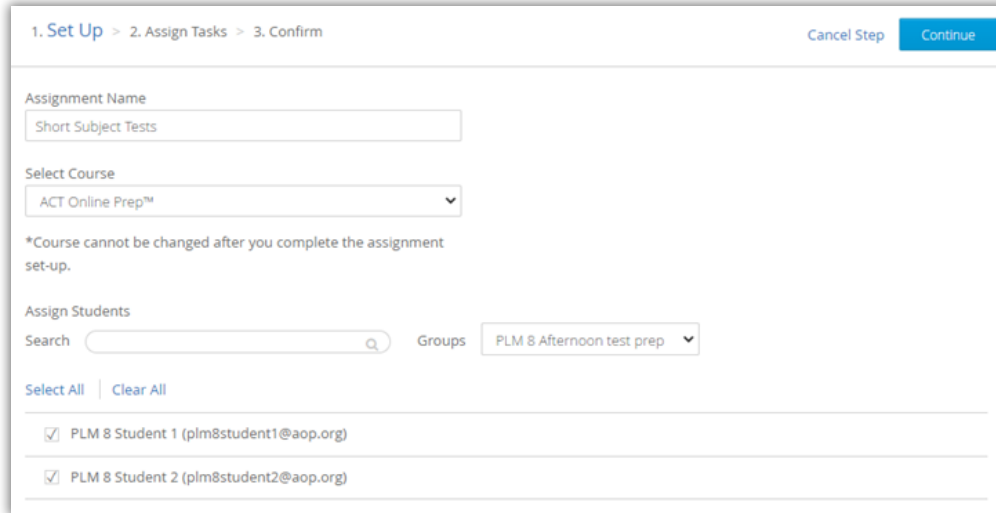 1. Set Up > 2. Assign Tasks > 3. Confirm
Cancel Step
Continue
Assignment Name
Short Subject Tests
Select Course
ACT Online Prep™
*Course cannot be changed after you complete the assignment
set-up.
Assign Students
Search
Groups
PLM 8 Afternoon test prep
Select All
Clear All
PLM 8 Student 1 (plm8student1@aop.org)
PLM 8 Student 2 (plm8student2@aop.org)